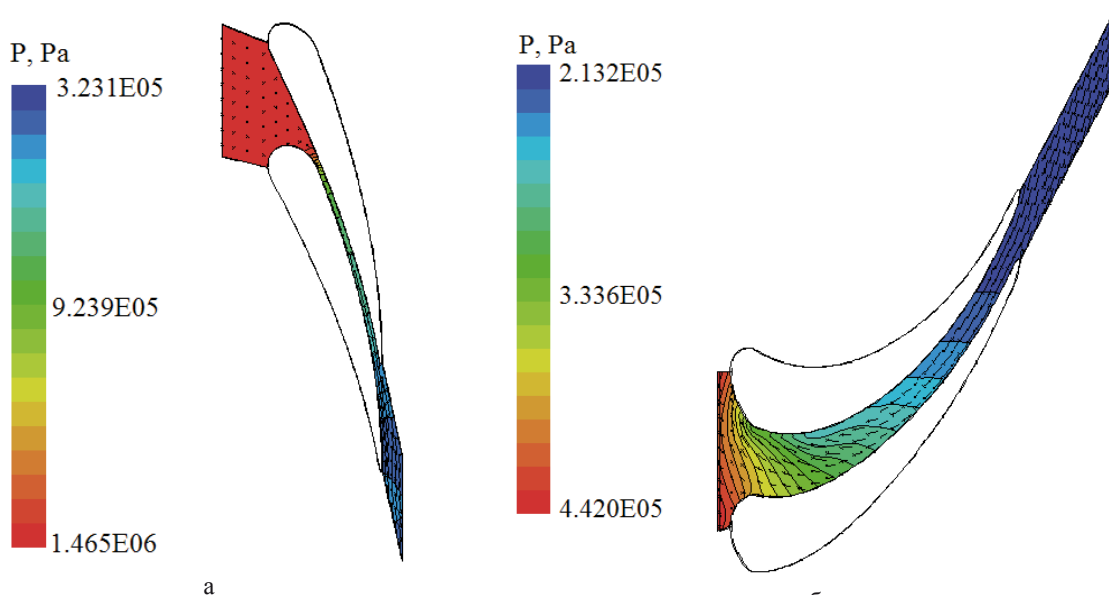 P, Pa
3.231E05
9.239E05
1.465E06
а
P, Pa
2.132E05
3.336E05
4.420E05